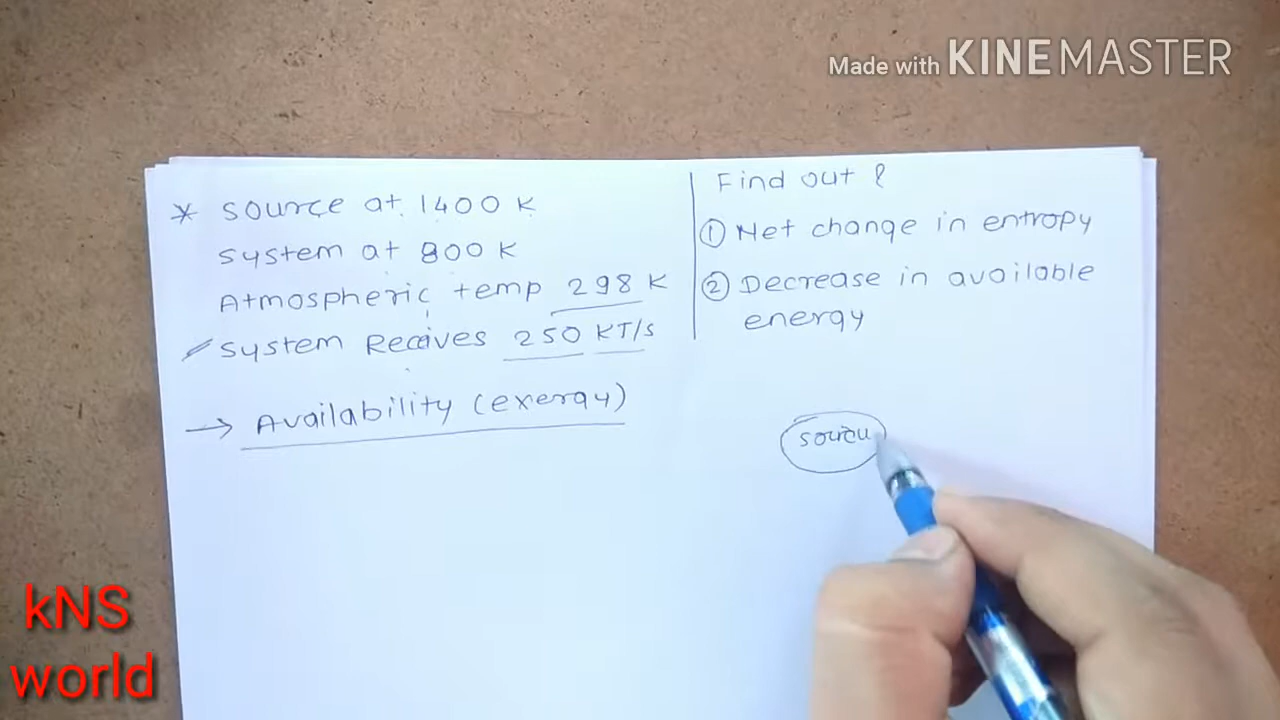 Made with KINEMASTER
* Source at 1400 K
System at 800 K
Atmospheric temp 298 K
System Receives 250 KJ/s
→ Availability (exergy)
Find out ?
① Net change in entropy
② Decrease in available
energy
source
kNS
world